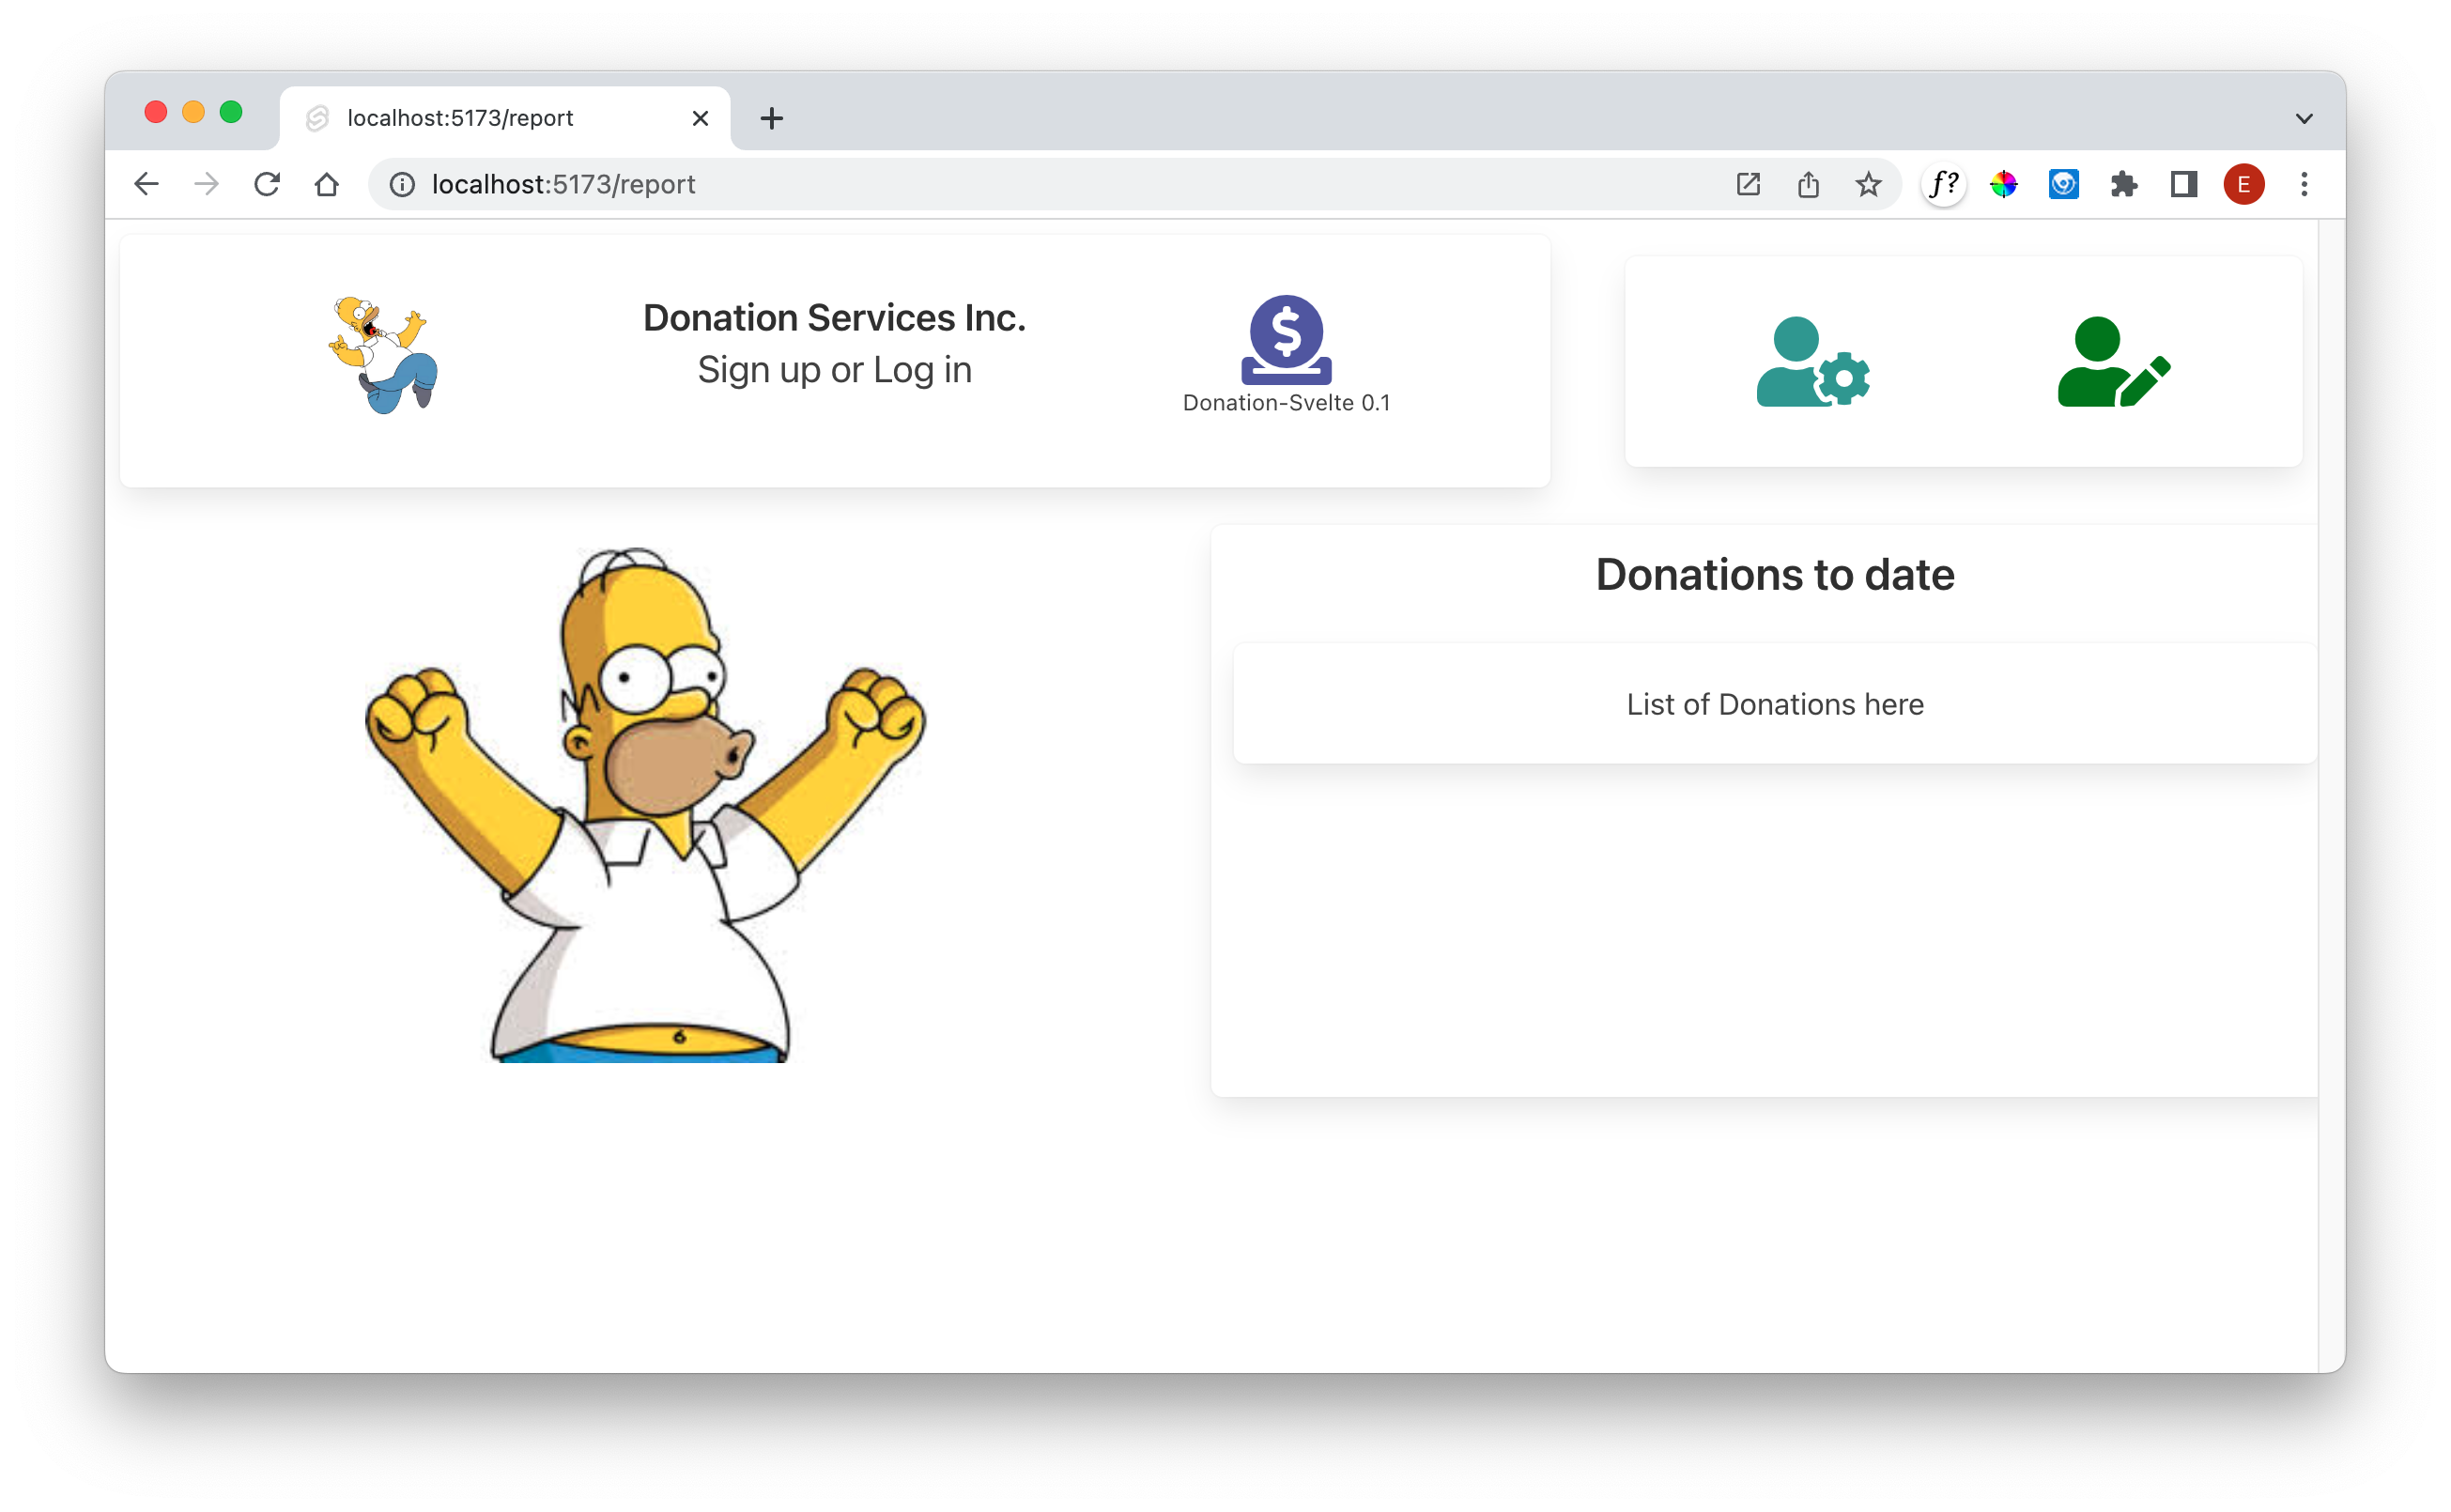 localhost:5173/report
localhost:5173/report
f?
E
Donation Services Inc.
Sign up or Log in
$
Donation-Svelte 0.1
Donations to date
List of Donations here